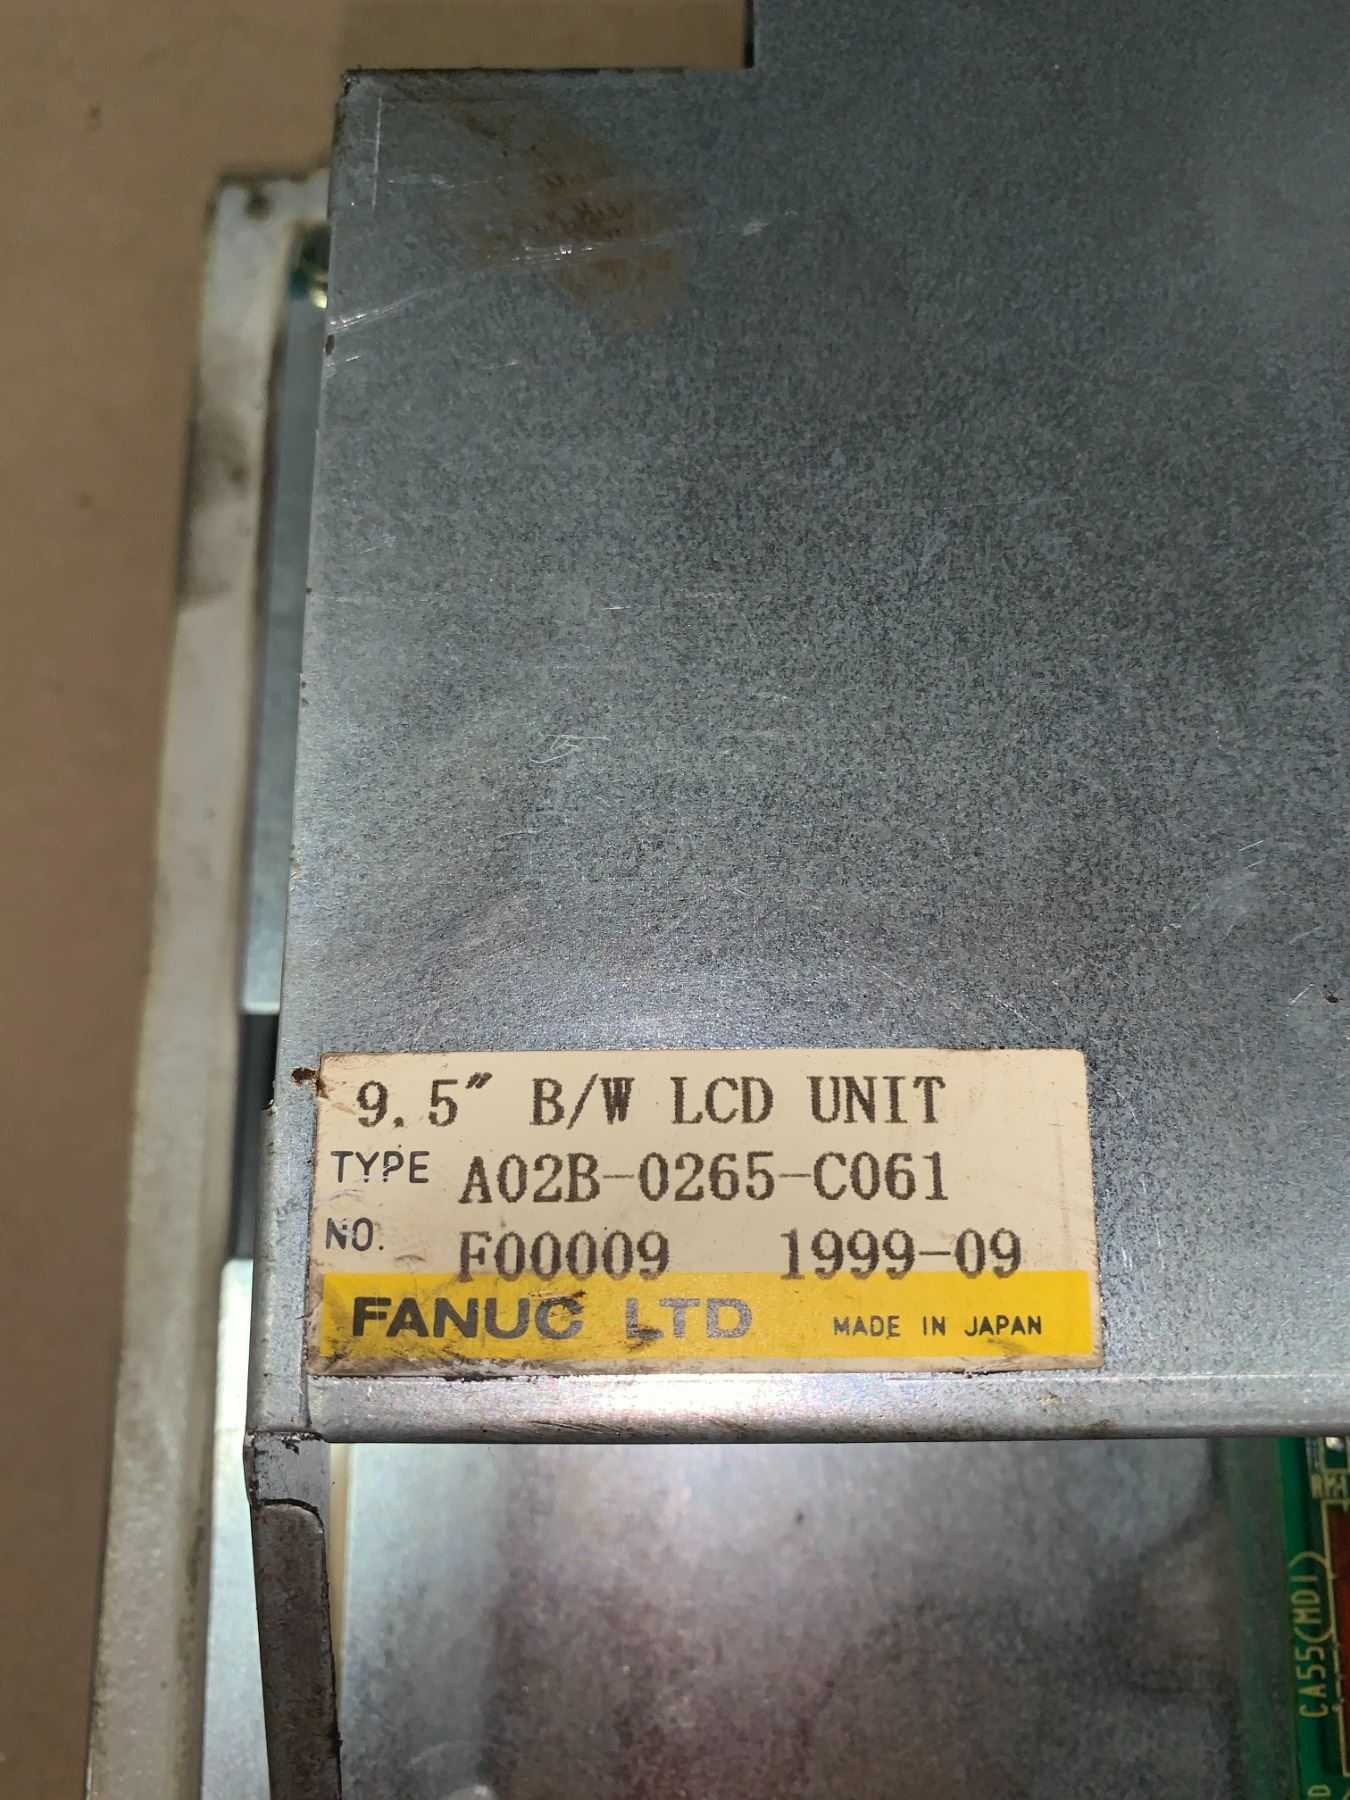 9.5" B/W LCD UNIT
TYPE A02B-0265-C061
NO. F00009 1999-09
FANUC LTD MADE IN JAPAN
CA55(MDI)